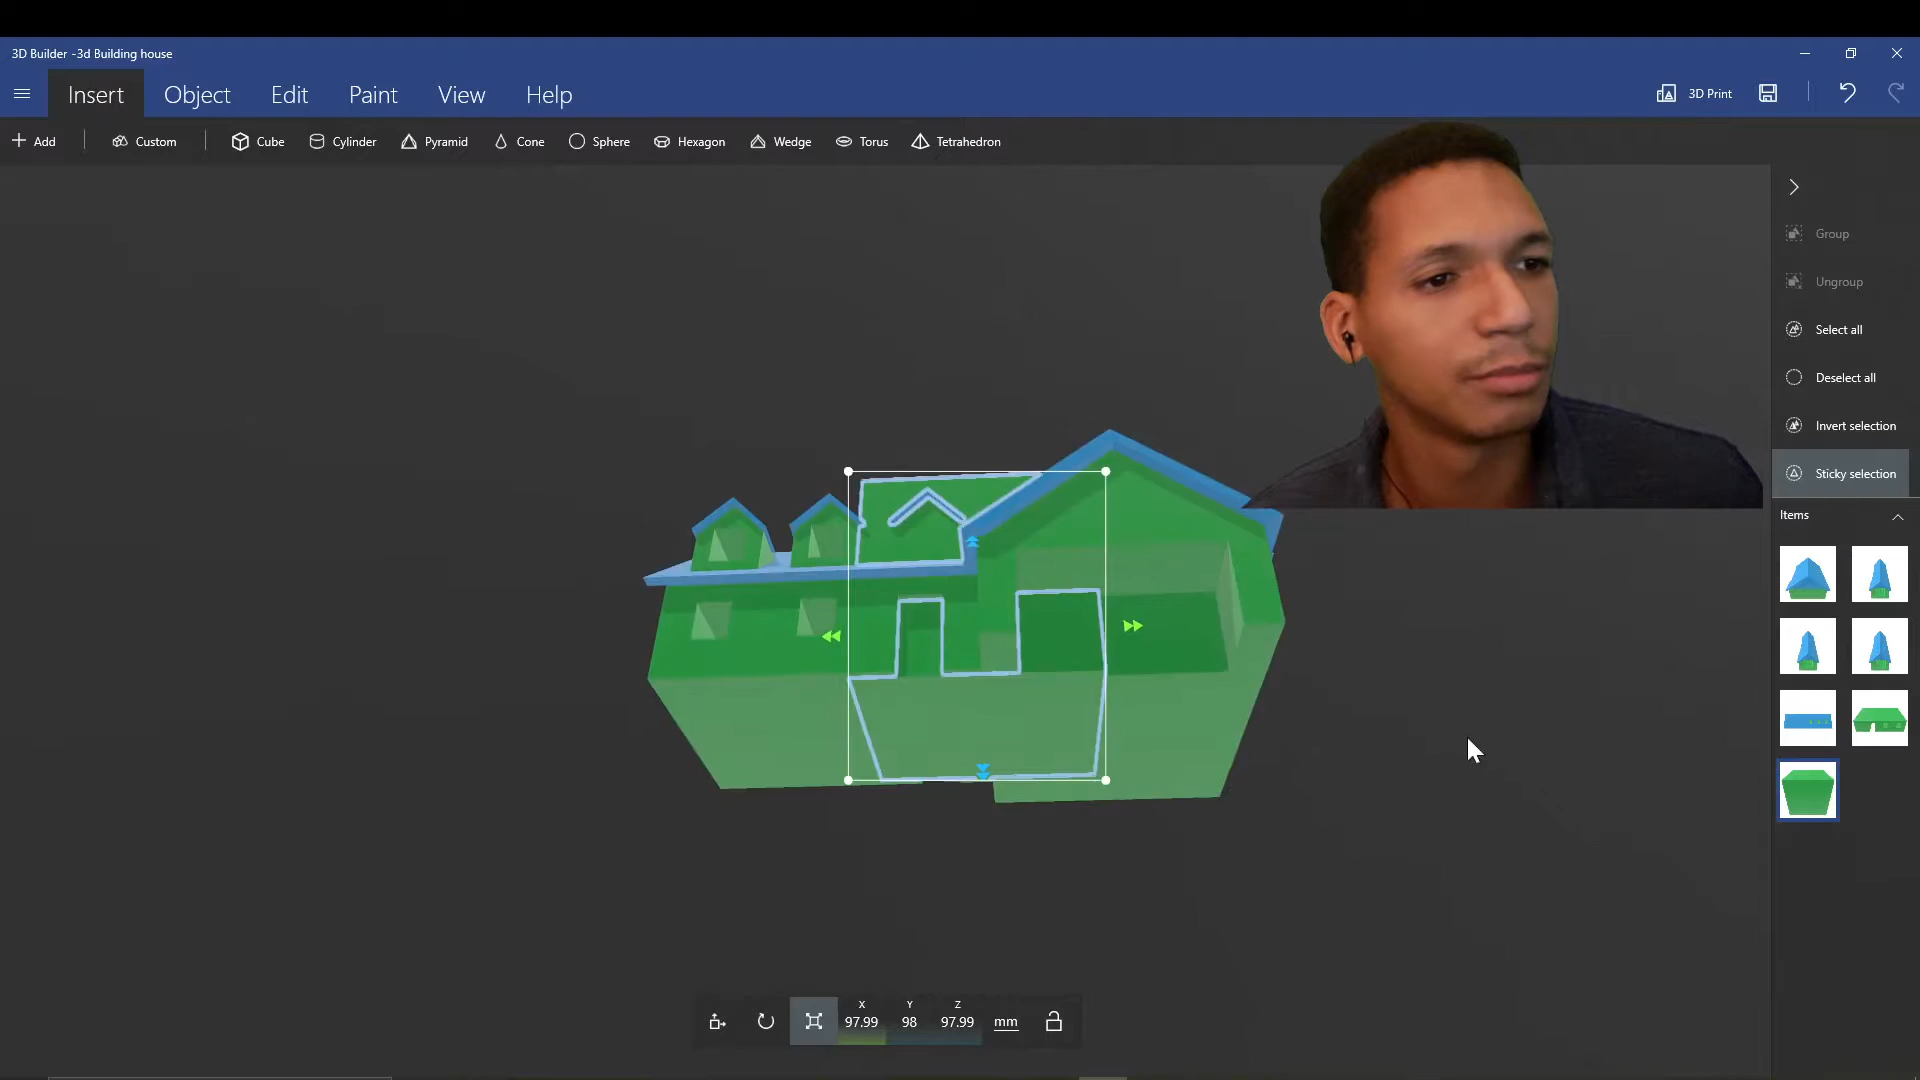 3D Builder -3d Building house
Insert Object Edit Paint View Help
3D Print
Add Custom Cube Cylinder Pyramid Cone Sphere Hexagon Wedge Torus Tetrahedron
Group
Ungroup
Select all
Deselect all
Invert selection
Sticky selection
Items
X Y Z
97.99 98 97.99 mm